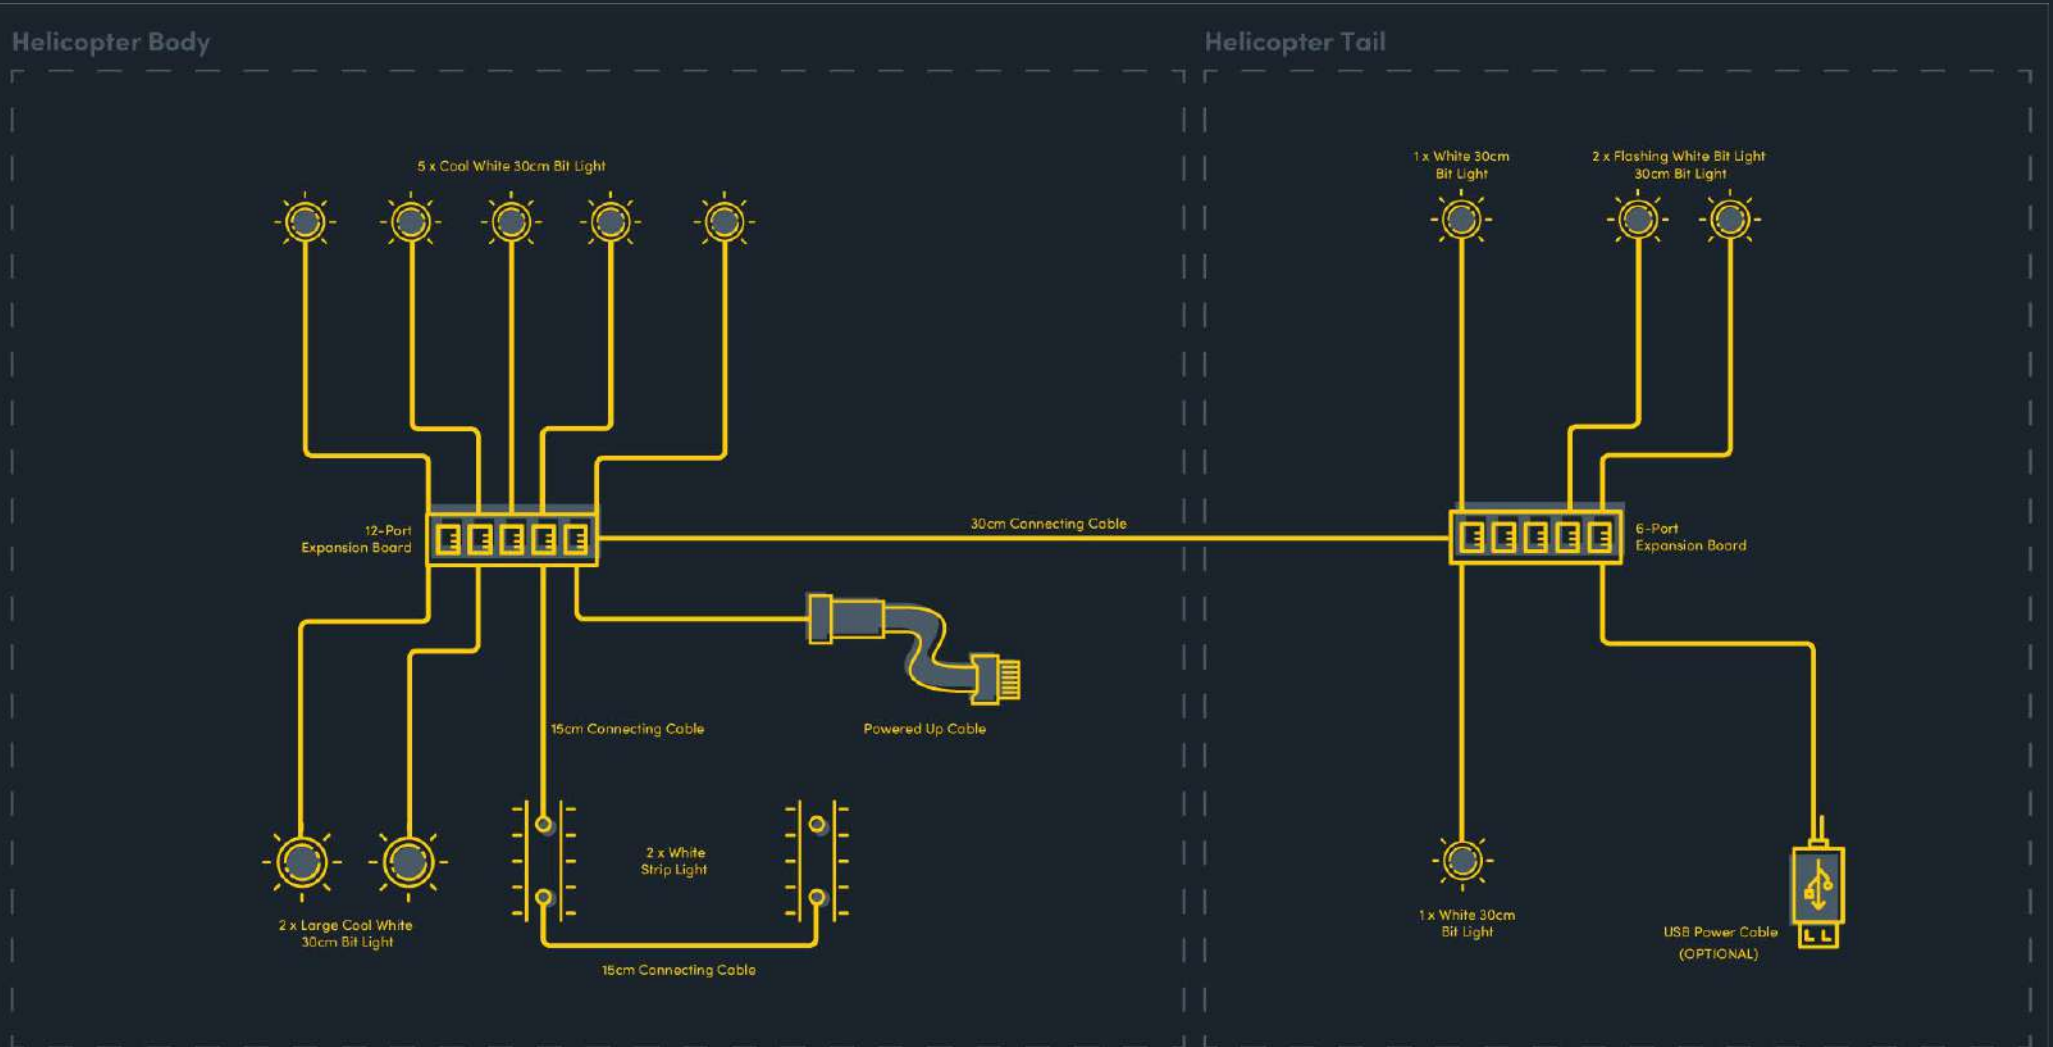 Helicopter Body
Helicopter Tail
5 x Cool White 30cm Bit Light
1 x White 30cm
Bit Light
2 x Flashing White Bit Light
30cm Bit Light
12-Port
Expansion Board
30cm Connecting Cable
6-Port
Expansion Board
15cm Connecting Cable
Powered Up Cable
2 x White
Strip Light
2 x Large Cool White
30cm Bit Light
15cm Connecting Cable
1 x White 30cm
Bit Light
USB Power Cable
(OPTIONAL)